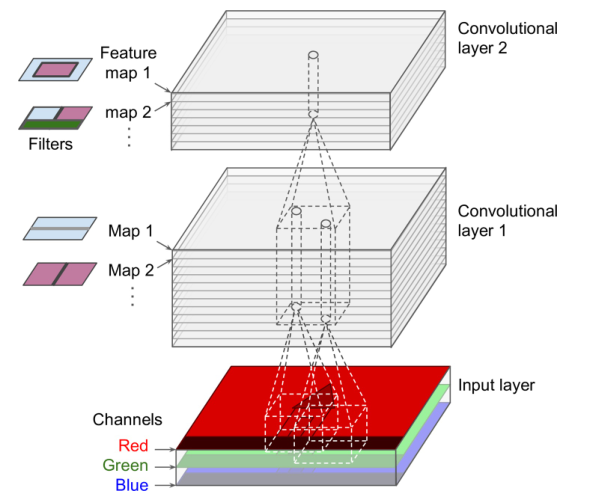 Convolutional
layer 2
Feature
map 1
map 2
Filters
Convolutional
layer 1
Map 1
Map 2
Input layer
Channels
Red
Green
Blue